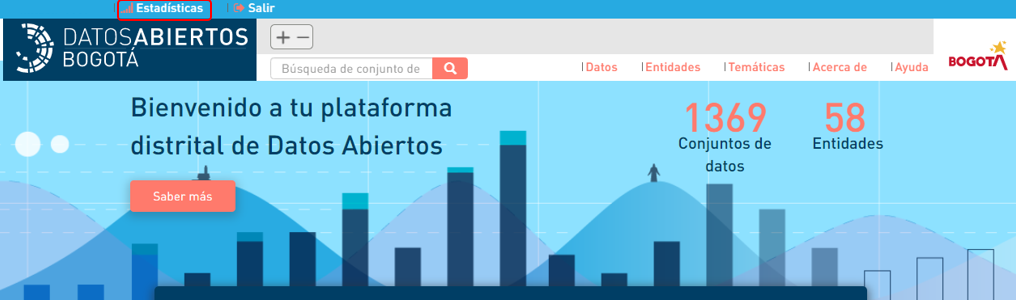 Estadísticas
Salir
DATOSABIERTOS
BOGOTÁ
+ −
Búsqueda de conjunto de
Datos
Entidades
Temáticas
Acerca de
Ayuda
BOGOTÁ
Bienvenido a tu plataforma
distrital de Datos Abiertos
Saber más
1369
Conjuntos de
datos
58
Entidades